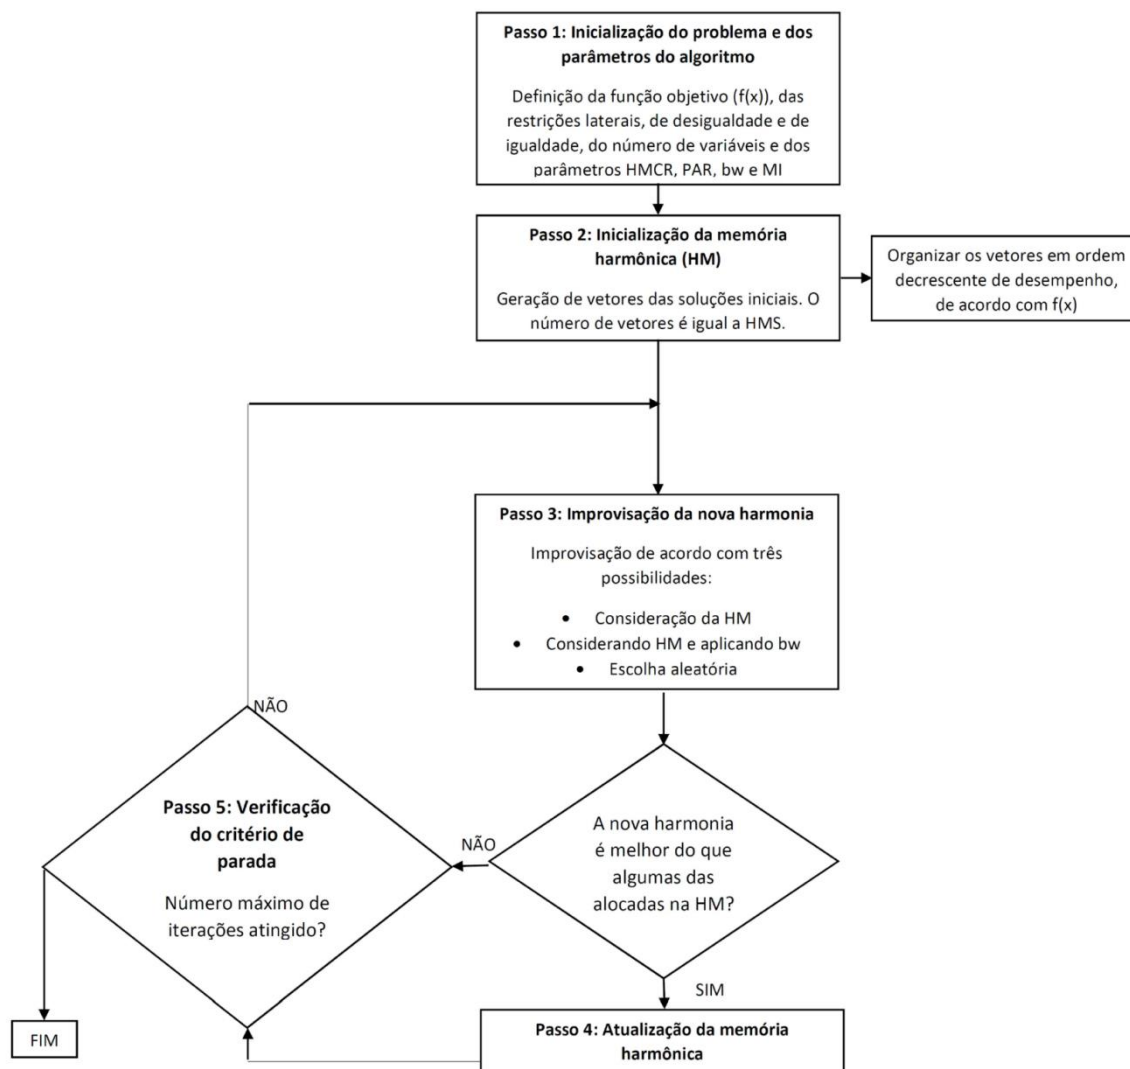 Passo 1: Inicialização do problema e dos
parâmetros do algoritmo
Definição da função objetivo (f(x)), das
restrições laterais, de desigualdade e de
igualdade, do número de variáveis e dos
parâmetros HMCR, PAR, bw e MI
Passo 2: Inicialização da memória
harmônica (HM)
Geração de vetores das soluções iniciais. O
número de vetores é igual a HMS.
Organizar os vetores em ordem
decrescente de desempenho,
de acordo com f(x)
Passo 3: Improvisação da nova harmonia
Improvisação de acordo com três
possibilidades:
• Consideração da HM
• Considerando HM e aplicando bw
• Escolha aleatória
A nova harmonia
é melhor do que
algumas das
alocadas na HM?
NÃO
SIM
Passo 4: Atualização da memória
harmônica
Passo 5: Verificação
do critério de
parada
Número máximo de
iterações atingido?
NÃO
FIM